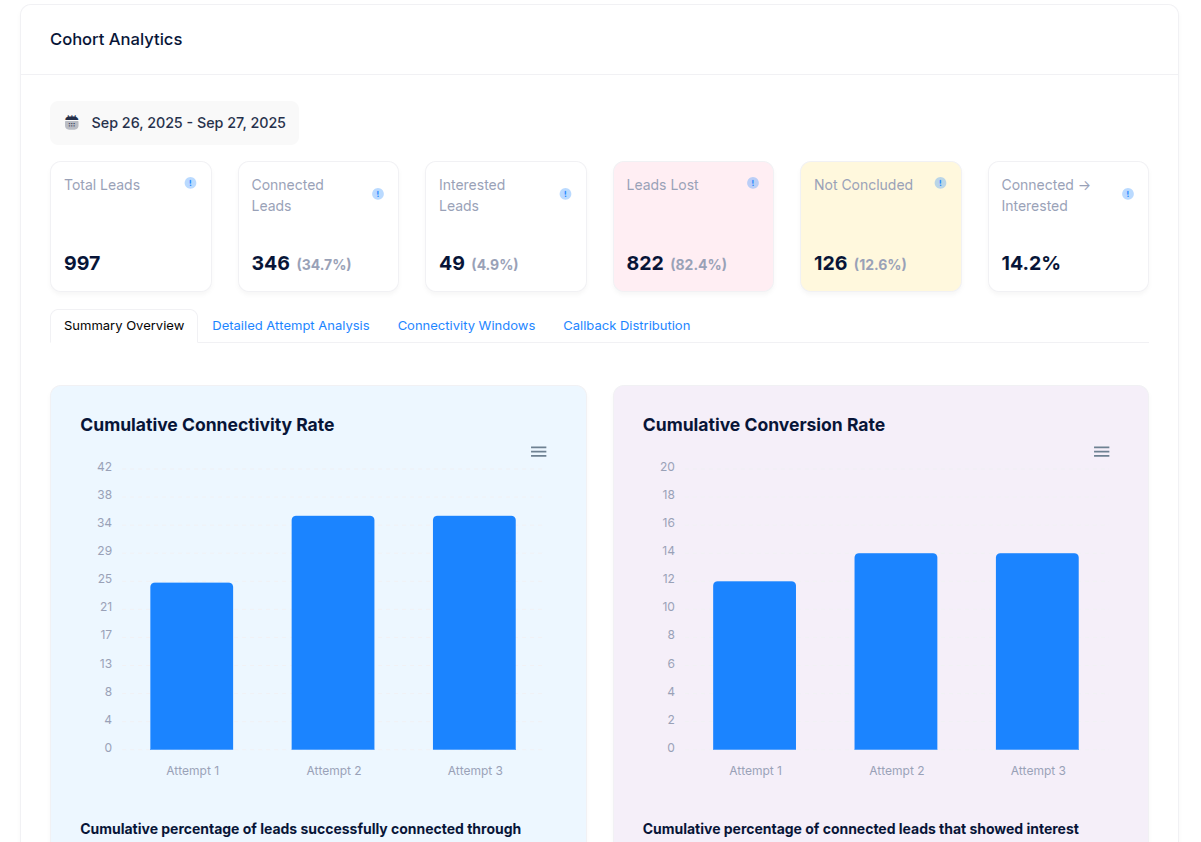 Cohort Analytics
Sep 26, 2025 - Sep 27, 2025
Total Leads
997
Connected
Leads
346 (34.7%)
Interested
Leads
49 (4.9%)
Leads Lost
822 (82.4%)
Not Concluded
126 (12.6%)
Connected →
Interested
14.2%
Summary Overview
Detailed Attempt Analysis
Connectivity Windows
Callback Distribution
Cumulative Connectivity Rate
42
38
34
29
25
21
17
13
8
4
0
Attempt 1
Attempt 2
Attempt 3
Cumulative percentage of leads successfully connected through
Cumulative Conversion Rate
20
18
16
14
12
10
8
6
4
2
0
Attempt 1
Attempt 2
Attempt 3
Cumulative percentage of connected leads that showed interest